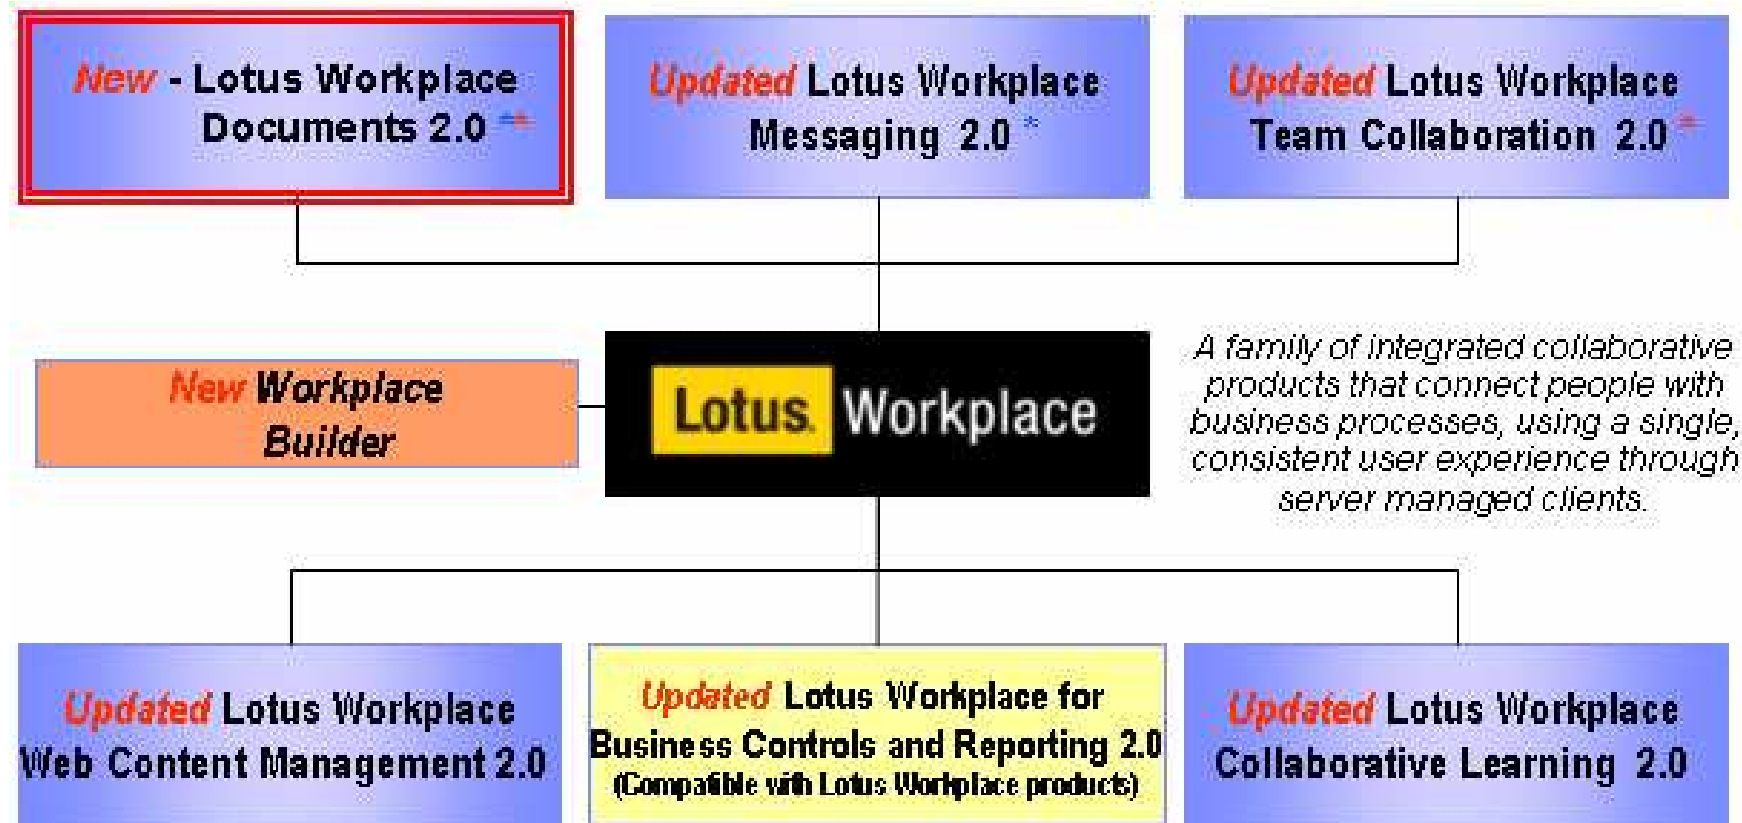 New - Lotus Workplace
Documents 2.0 **
Updated Lotus Workplace
Messaging 2.0 *
Updated Lotus Workplace
Team Collaboration 2.0 *
New Workplace
Builder
Lotus. Workplace
A family of integrated collaborative
products that connect people with
business processes, using a single,
consistent user experience through
server managed clients.
Updated Lotus Workplace
Web Content Management 2.0
Updated Lotus Workplace for
Business Controls and Reporting 2.0
(Compatible with Lotus Workplace products)
Updated Lotus Workplace
Collaborative Learning 2.0